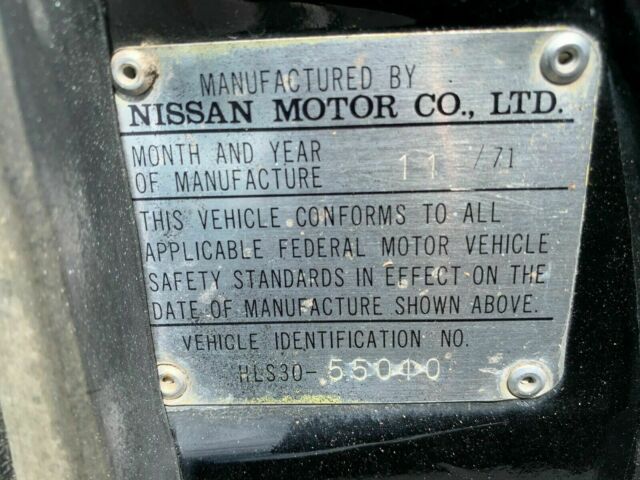 MANUFACTURED BY
NISSAN MOTOR CO., LTD.
MONTH AND YEAR
OF MANUFACTURE 11 /71
THIS VEHICLE CONFORMS TO ALL
APPLICABLE FEDERAL MOTOR VEHICLE
SAFETY STANDARDS IN EFFECT ON THE
DATE OF MANUFACTURE SHOWN ABOVE.
VEHICLE IDENTIFICATION NO.
HLS30-55010